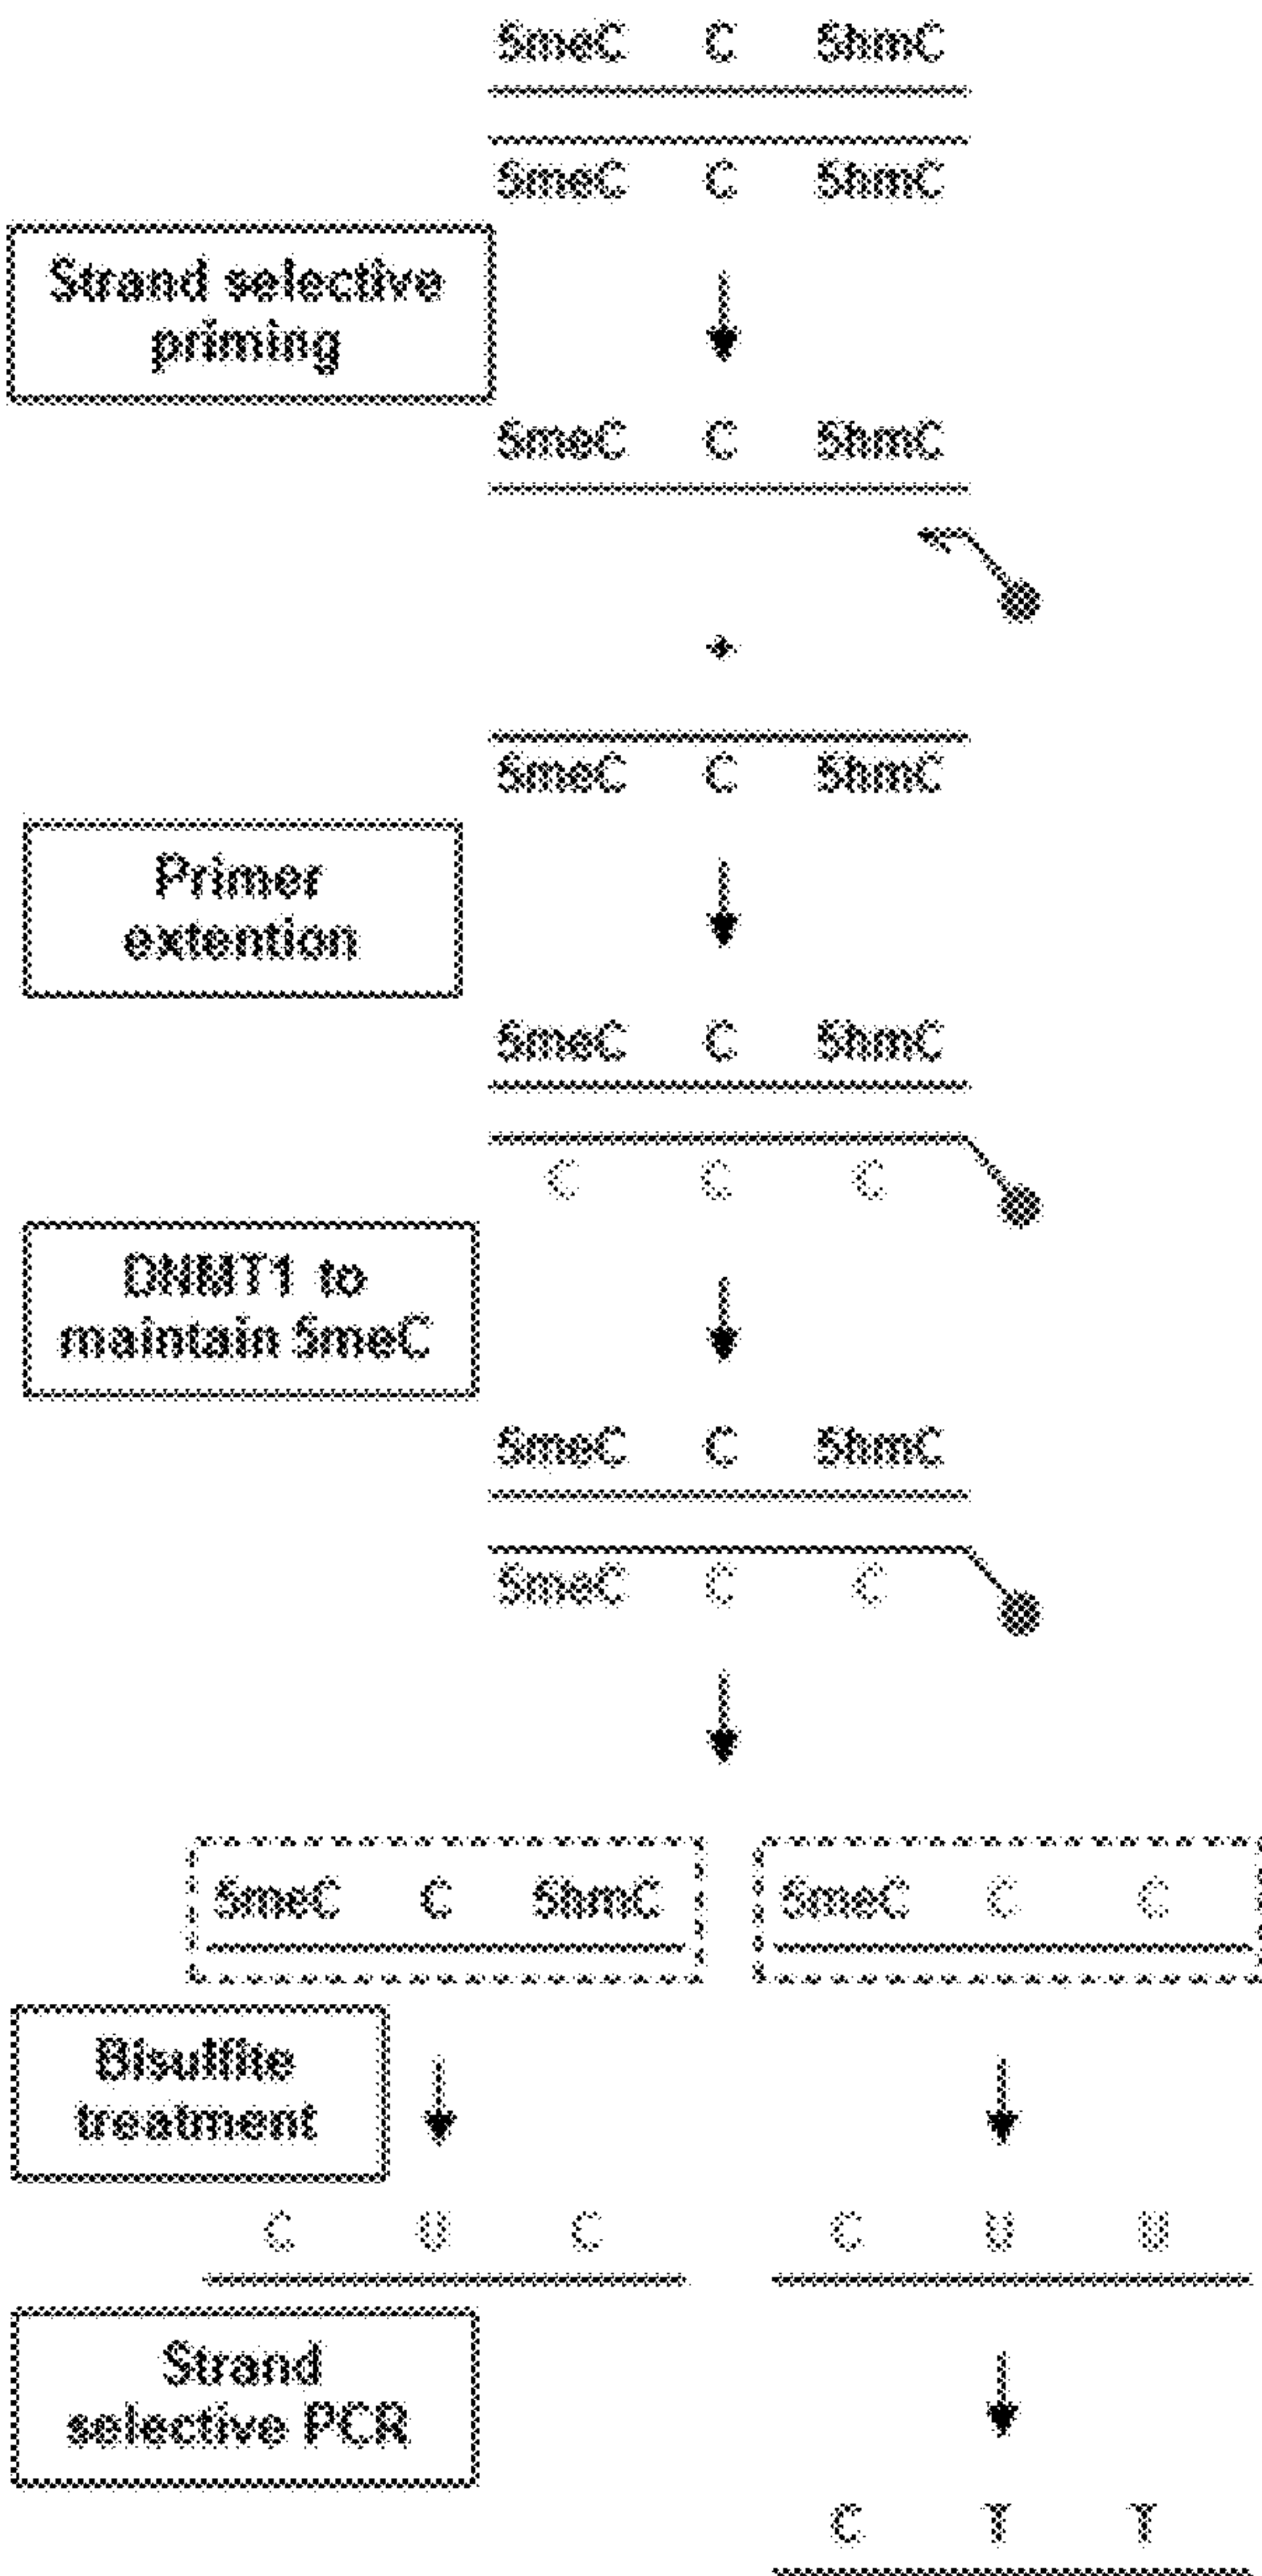 5meC C 5hmC
5meC C 5hmC
Strand selective
priming
5meC C 5hmC
+
5meC C 5hmC
Primer
extention
5meC C 5hmC
C C C
DNMT1 to
maintain 5meC
5meC C 5hmC
5meC C C
5meC C 5hmC 5meC C C
Bisulfite
treatment
C U C C U U
Strand
selective PCR
C T T